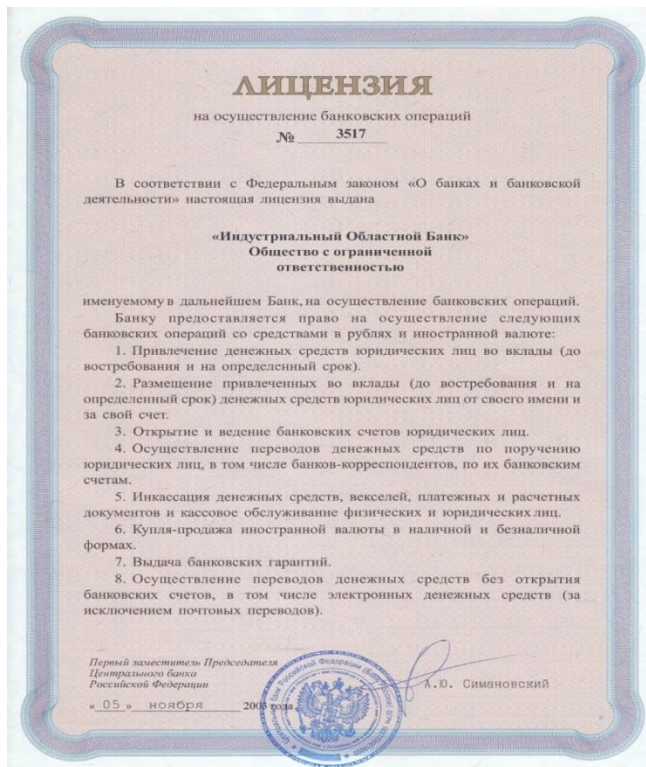 ЛИЦЕНЗИЯ
на осуществление банковских операций
№ 3517
В соответствии с Федеральным законом «О банках и банковской
деятельности» настоящая лицензия выдана
«Индустриальный Областной Банк»
Общество с ограниченной
ответственностью
именуемому в дальнейшем Банк, на осуществление банковских операций.
Банку предоставляется право на осуществление следующих
банковских операций со средствами в рублях и иностранной валюте:
1. Привлечение денежных средств юридических лиц во вклады (до
востребования и на определенный срок).
2. Размещение привлеченных во вклады (до востребования и на
определенный срок) денежных средств юридических лиц от своего имени и
за свой счет.
3. Открытие и ведение банковских счетов юридических лиц.
4. Осуществление переводов денежных средств по поручению
юридических лиц, в том числе банков-корреспондентов, по их банковским
счетам.
5. Инкассация денежных средств, векселей, платежных и расчетных
документов и кассовое обслуживание физических и юридических лиц.
6. Купля-продажа иностранной валюты в наличной и безналичной
формах.
7. Выдача банковских гарантий.
8. Осуществление переводов денежных средств без открытия
банковских счетов, в том числе электронных денежных средств (за
исключением почтовых переводов).
Первый заместитель Председателя
Центрального банка
Российской Федерации
А.Ю. Симановский
« 05 » ноября 2003 года